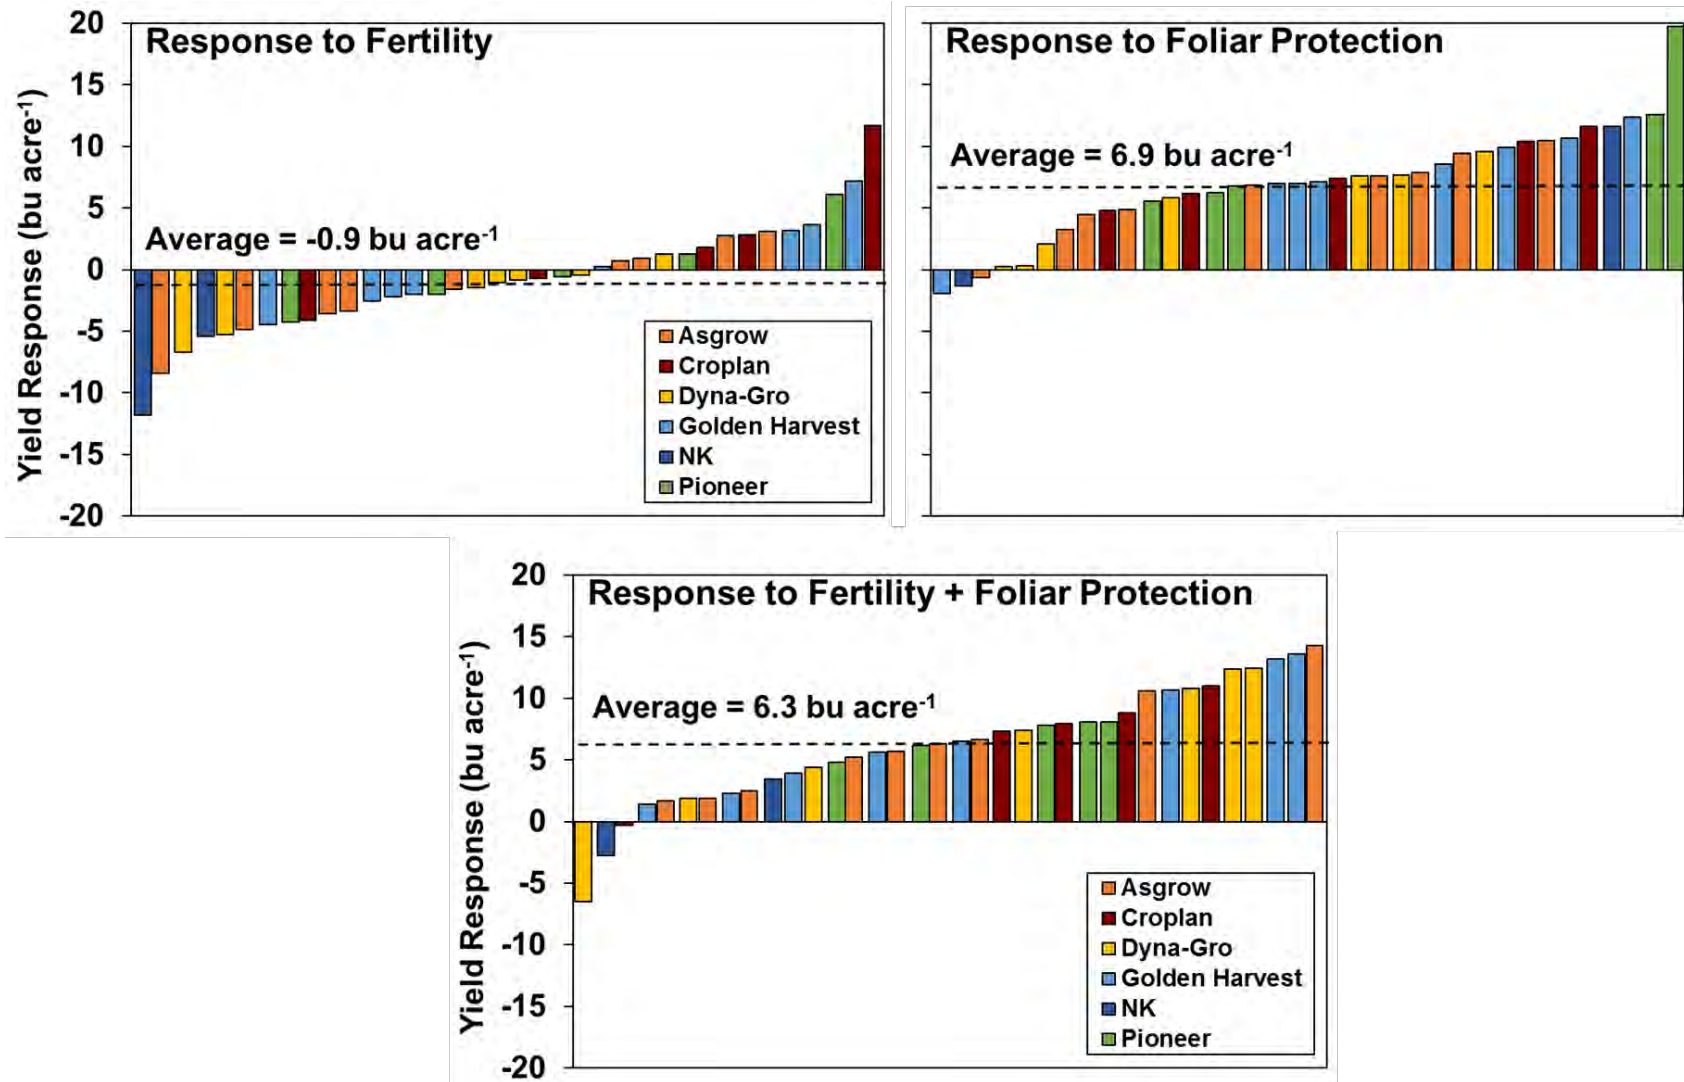 Response to Fertility
Yield Response (bu acre⁻¹)
20
15
10
5
0
-5
-10
-15
-20
Average = -0.9 bu acre⁻¹
Asgrow
Croplan
Dyna-Gro
Golden Harvest
NK
Pioneer
Response to Foliar Protection
Average = 6.9 bu acre⁻¹
Response to Fertility + Foliar Protection
Yield Response (bu acre⁻¹)
20
15
10
5
0
-5
-10
-15
-20
Average = 6.3 bu acre⁻¹
Asgrow
Croplan
Dyna-Gro
Golden Harvest
NK
Pioneer